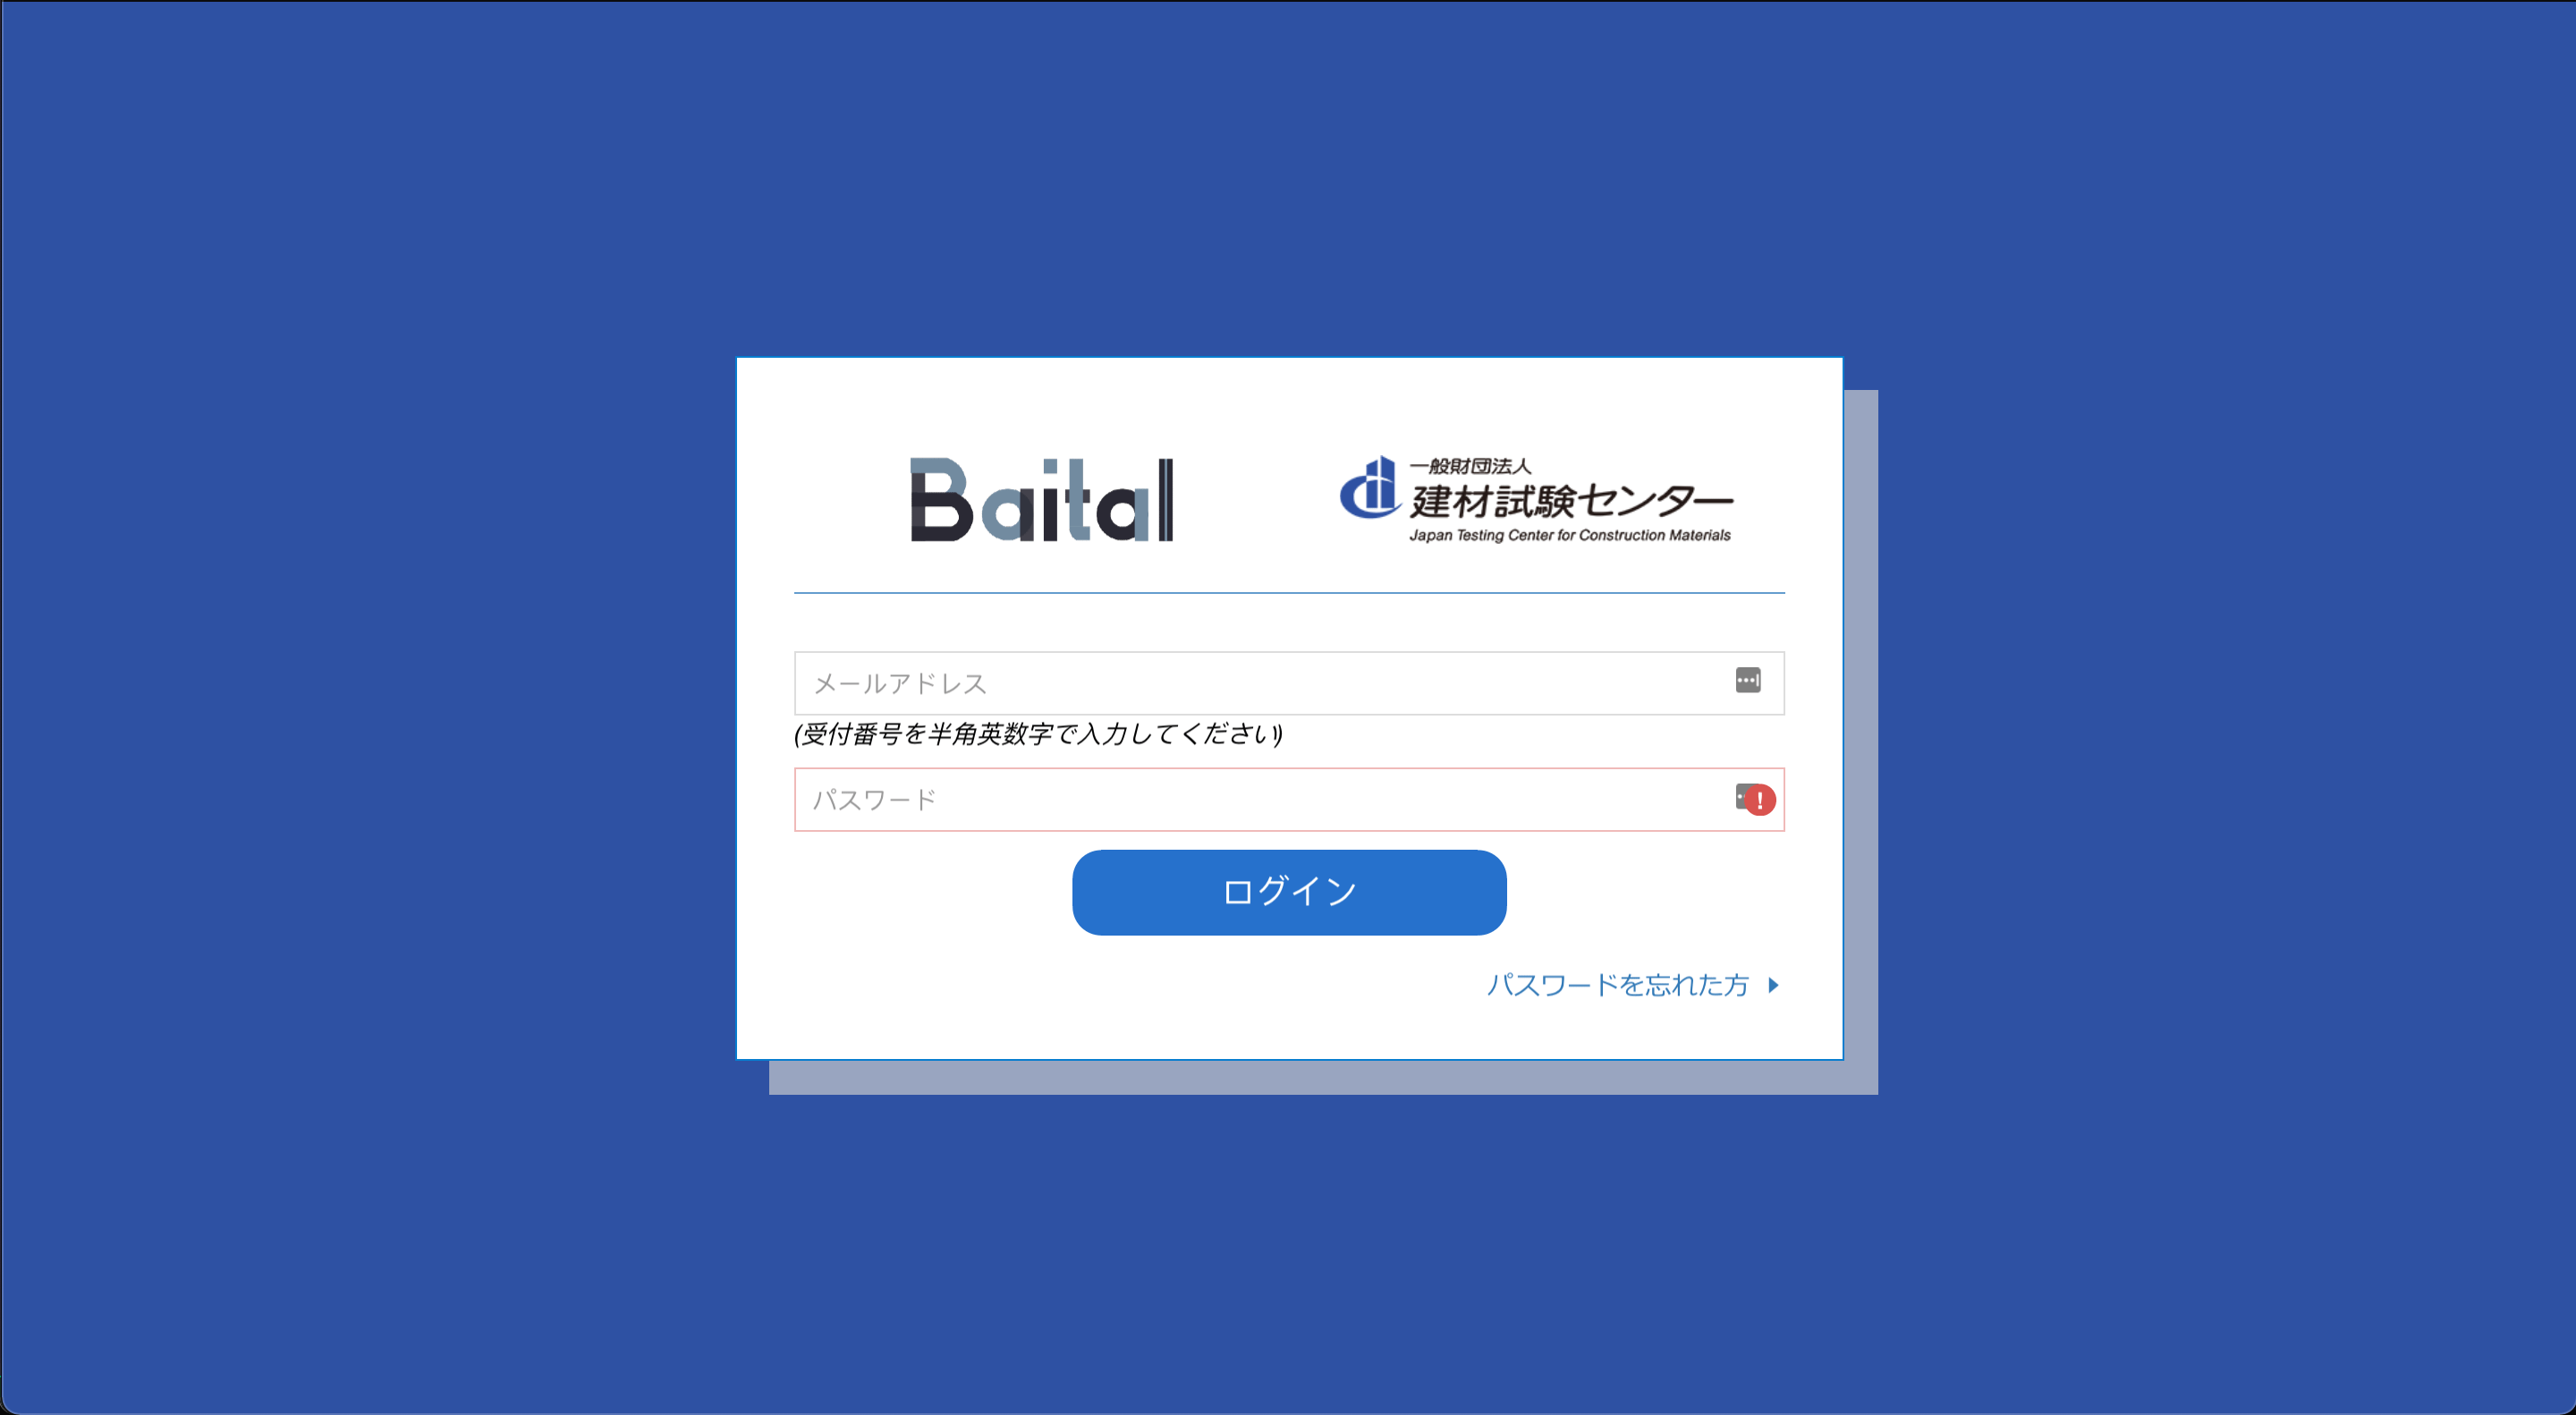 Baital
一般財団法人
建材試験センター
Japan Testing Center for Construction Materials
メールアドレス
(受付番号を半角英数字で入力してください)
パスワード
ログイン
パスワードを忘れた方